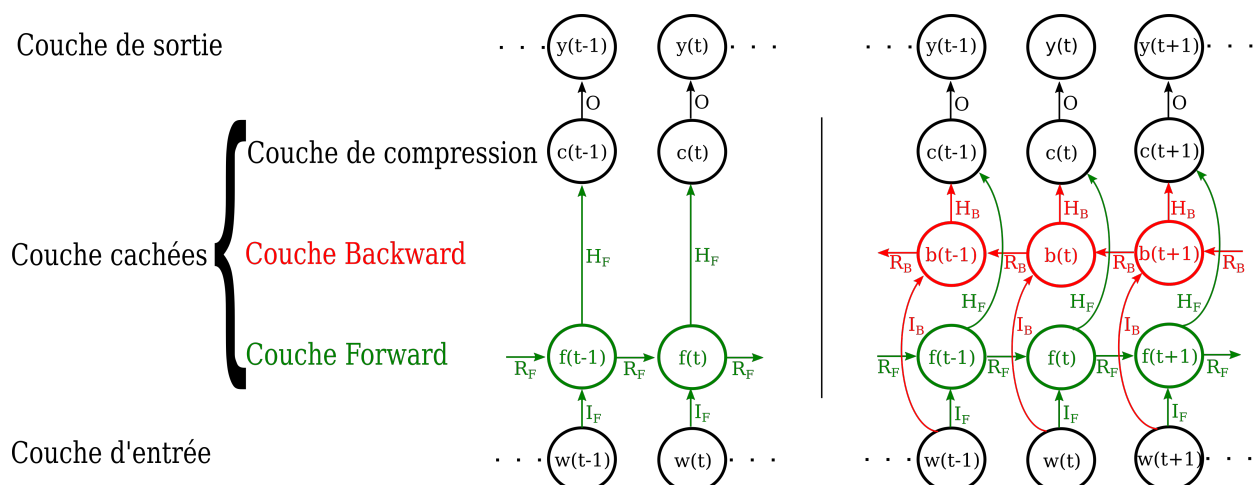 Couche de sortie
. . . y(t-1) y(t) . . .
. . . y(t-1) y(t) y(t+1) . . .
O O
O O O
Couche de compression
c(t-1) c(t)
c(t-1) c(t) c(t+1)
H_B H_B H_B
Couche cachées
Couche Backward
H_F H_F
b(t-1) b(t) b(t+1)
R_B R_B R_B R_B
H_F H_F H_F
I_B I_B I_B
Couche Forward
f(t-1) f(t)
R_F R_F R_F
f(t-1) f(t) f(t+1)
R_F R_F R_F R_F
I_F I_F
I_F I_F I_F
Couche d'entrée
. . . w(t-1) w(t) . . .
. . . w(t-1) w(t) w(t+1) . . .